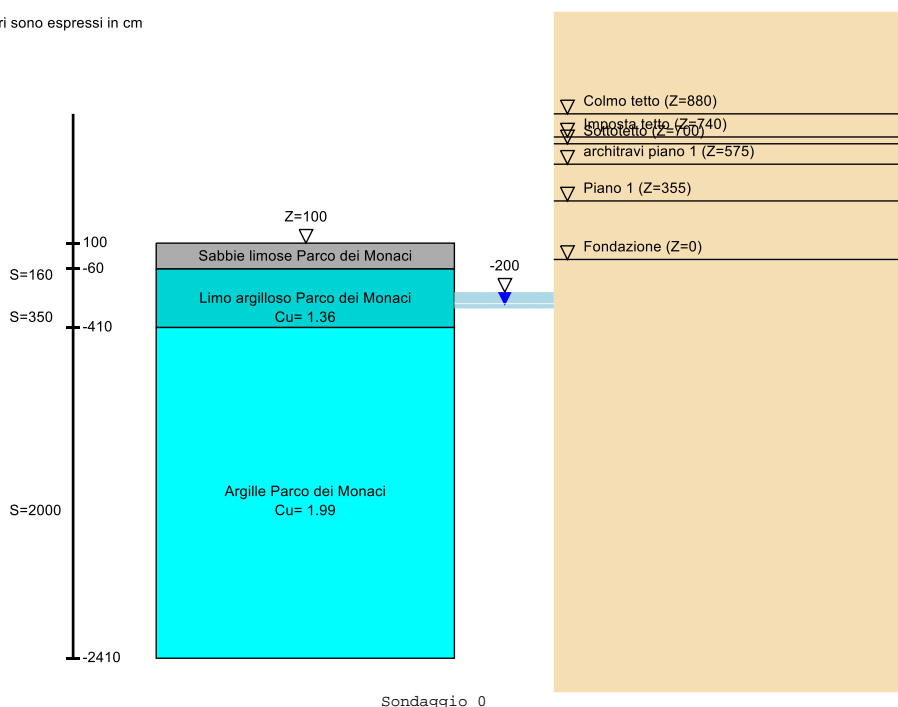 ri sono espressi in cm
Colmo tetto (Z=880)
Imposta tetto (Z=740)
Sottotetto (Z=700)
architravi piano 1 (Z=575)
Piano 1 (Z=355)
Fondazione (Z=0)
Z=100
100
Sabbie limose Parco dei Monaci
-60
S=160
-200
Limo argilloso Parco dei Monaci
Cu= 1.36
S=350
-410
Argille Parco dei Monaci
Cu= 1.99
S=2000
-2410
Sondaggio 0